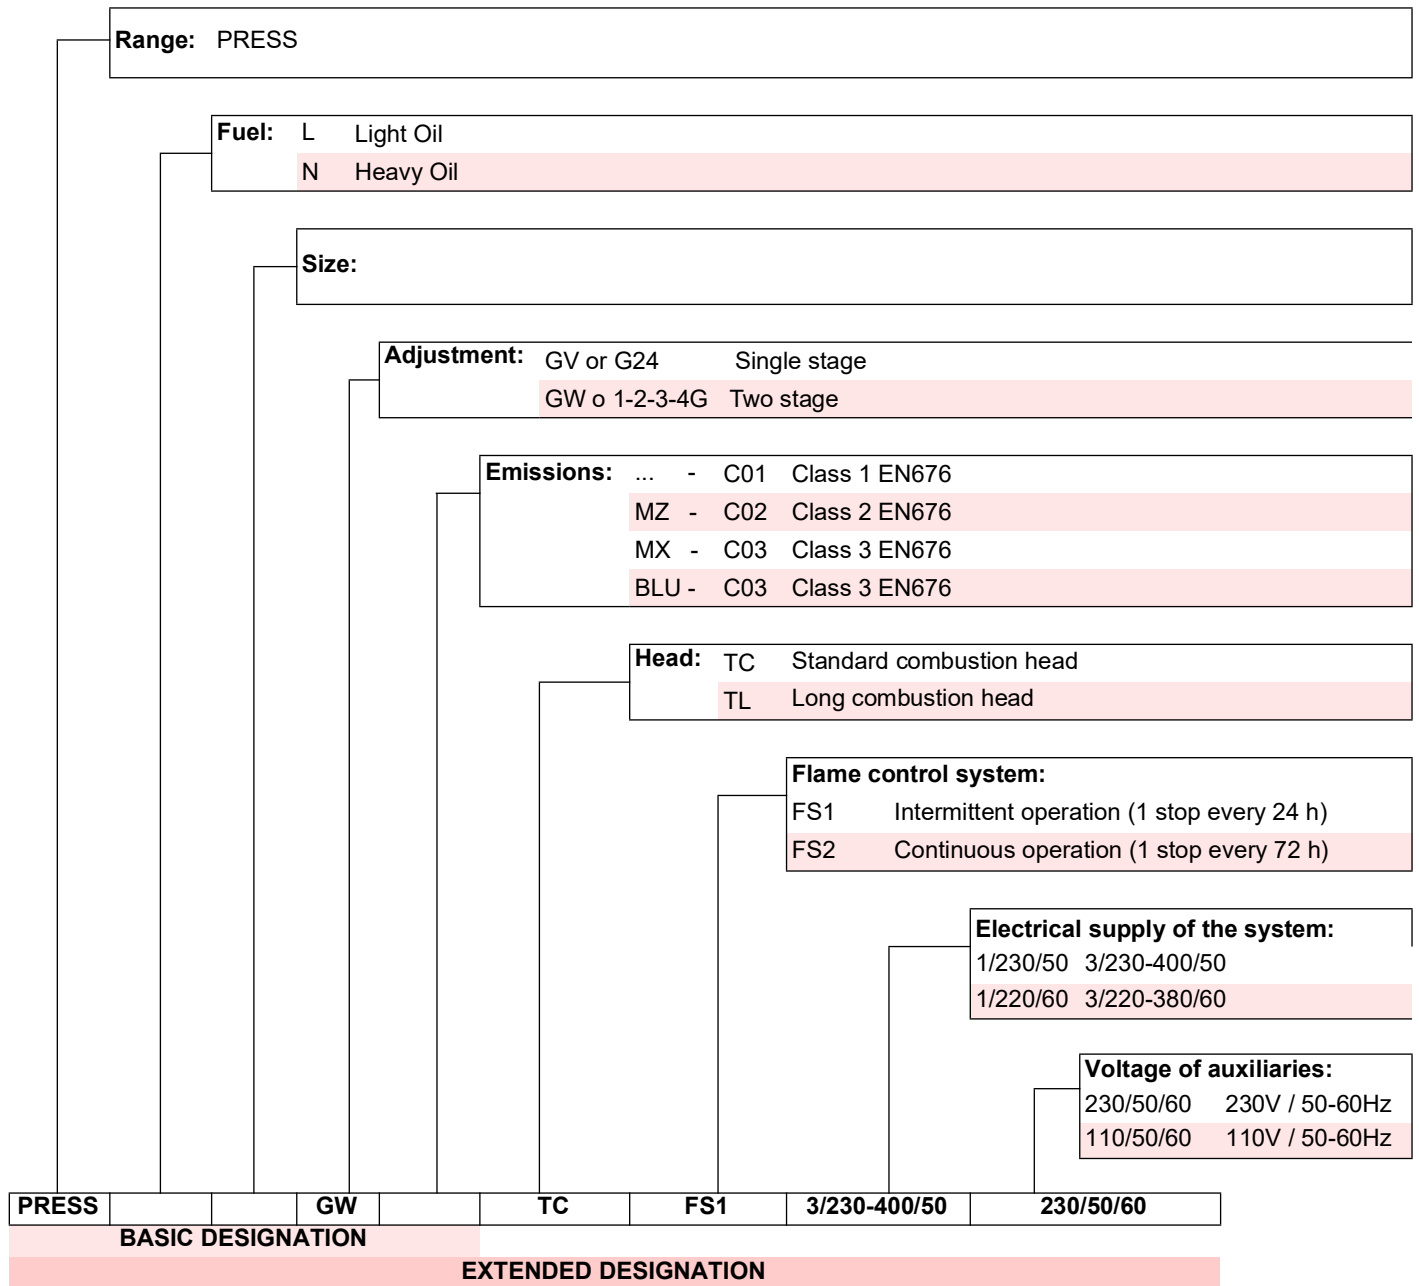 Range: PRESS
Fuel: L Light Oil
N Heavy Oil
Size:
Adjustment: GV or G24 Single stage
GW o 1-2-3-4G Two stage
Emissions: ... - C01 Class 1 EN676
MZ - C02 Class 2 EN676
MX - C03 Class 3 EN676
BLU - C03 Class 3 EN676
Head: TC Standard combustion head
TL Long combustion head
Flame control system:
FS1 Intermittent operation (1 stop every 24 h)
FS2 Continuous operation (1 stop every 72 h)
Electrical supply of the system:
1/230/50 3/230-400/50
1/220/60 3/220-380/60
Voltage of auxiliaries:
230/50/60 230V / 50-60Hz
110/50/60 110V / 50-60Hz
PRESS GW TC FS1 3/230-400/50 230/50/60
BASIC DESIGNATION
EXTENDED DESIGNATION